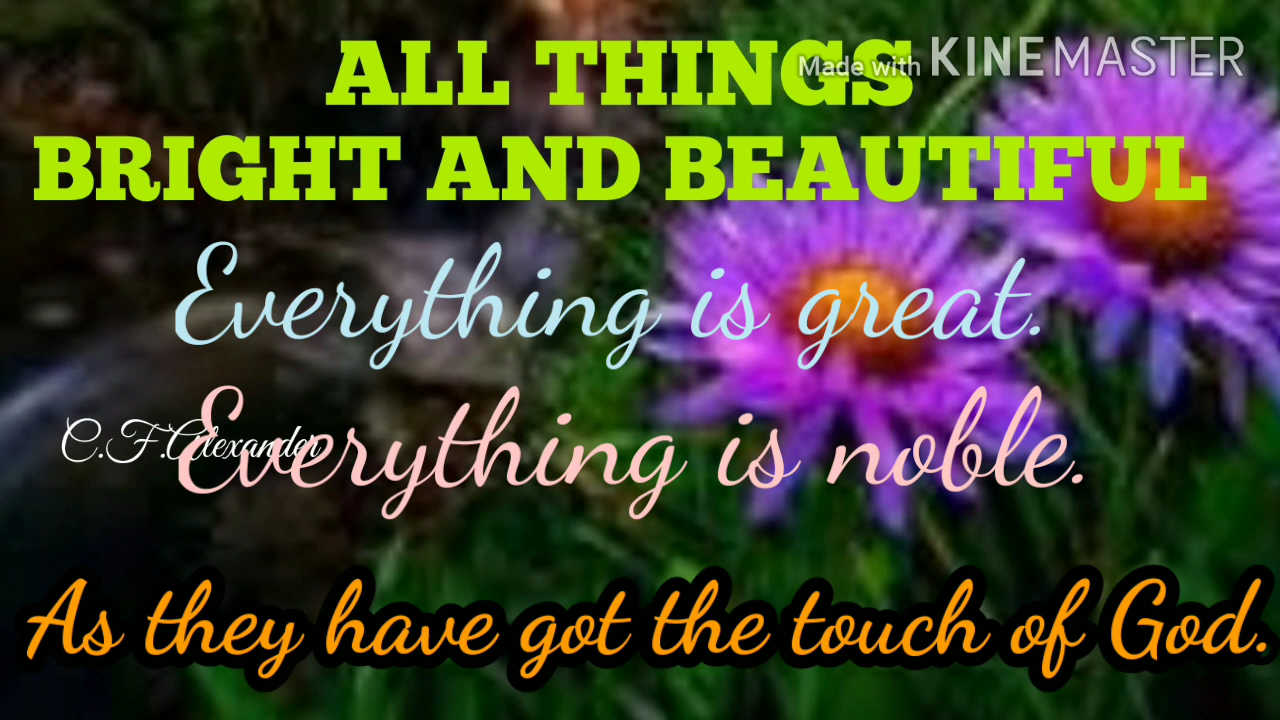 ALL THINGS
Made with KINEMASTER
BRIGHT AND BEAUTIFUL
Everything is great.
C.F.Alexander
Everything is noble.
As they have got the touch of God.